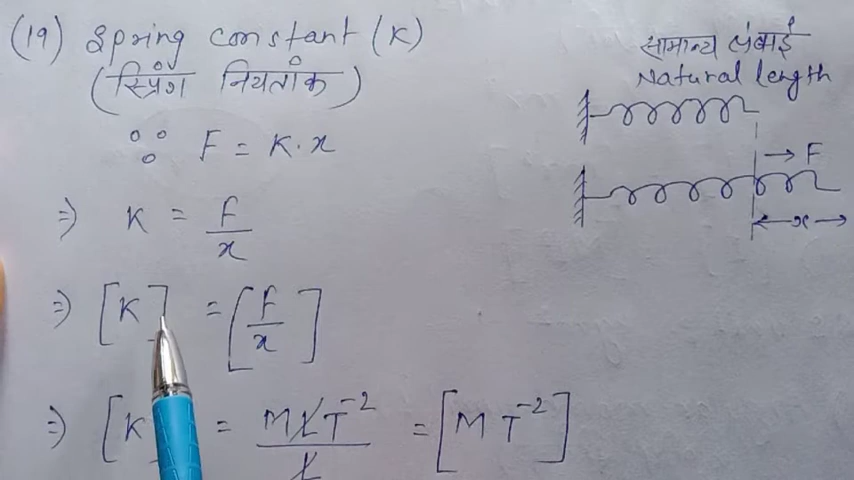 (19) Spring constant (K)
(स्प्रिंग नियतांक)
∵ F = K.x
⇒ K = F/x
⇒ [K] = [F/x]
⇒ [K = MLT⁻²/L = [MT⁻²]
सामान्य लंबाई
Natural length
→ F
x